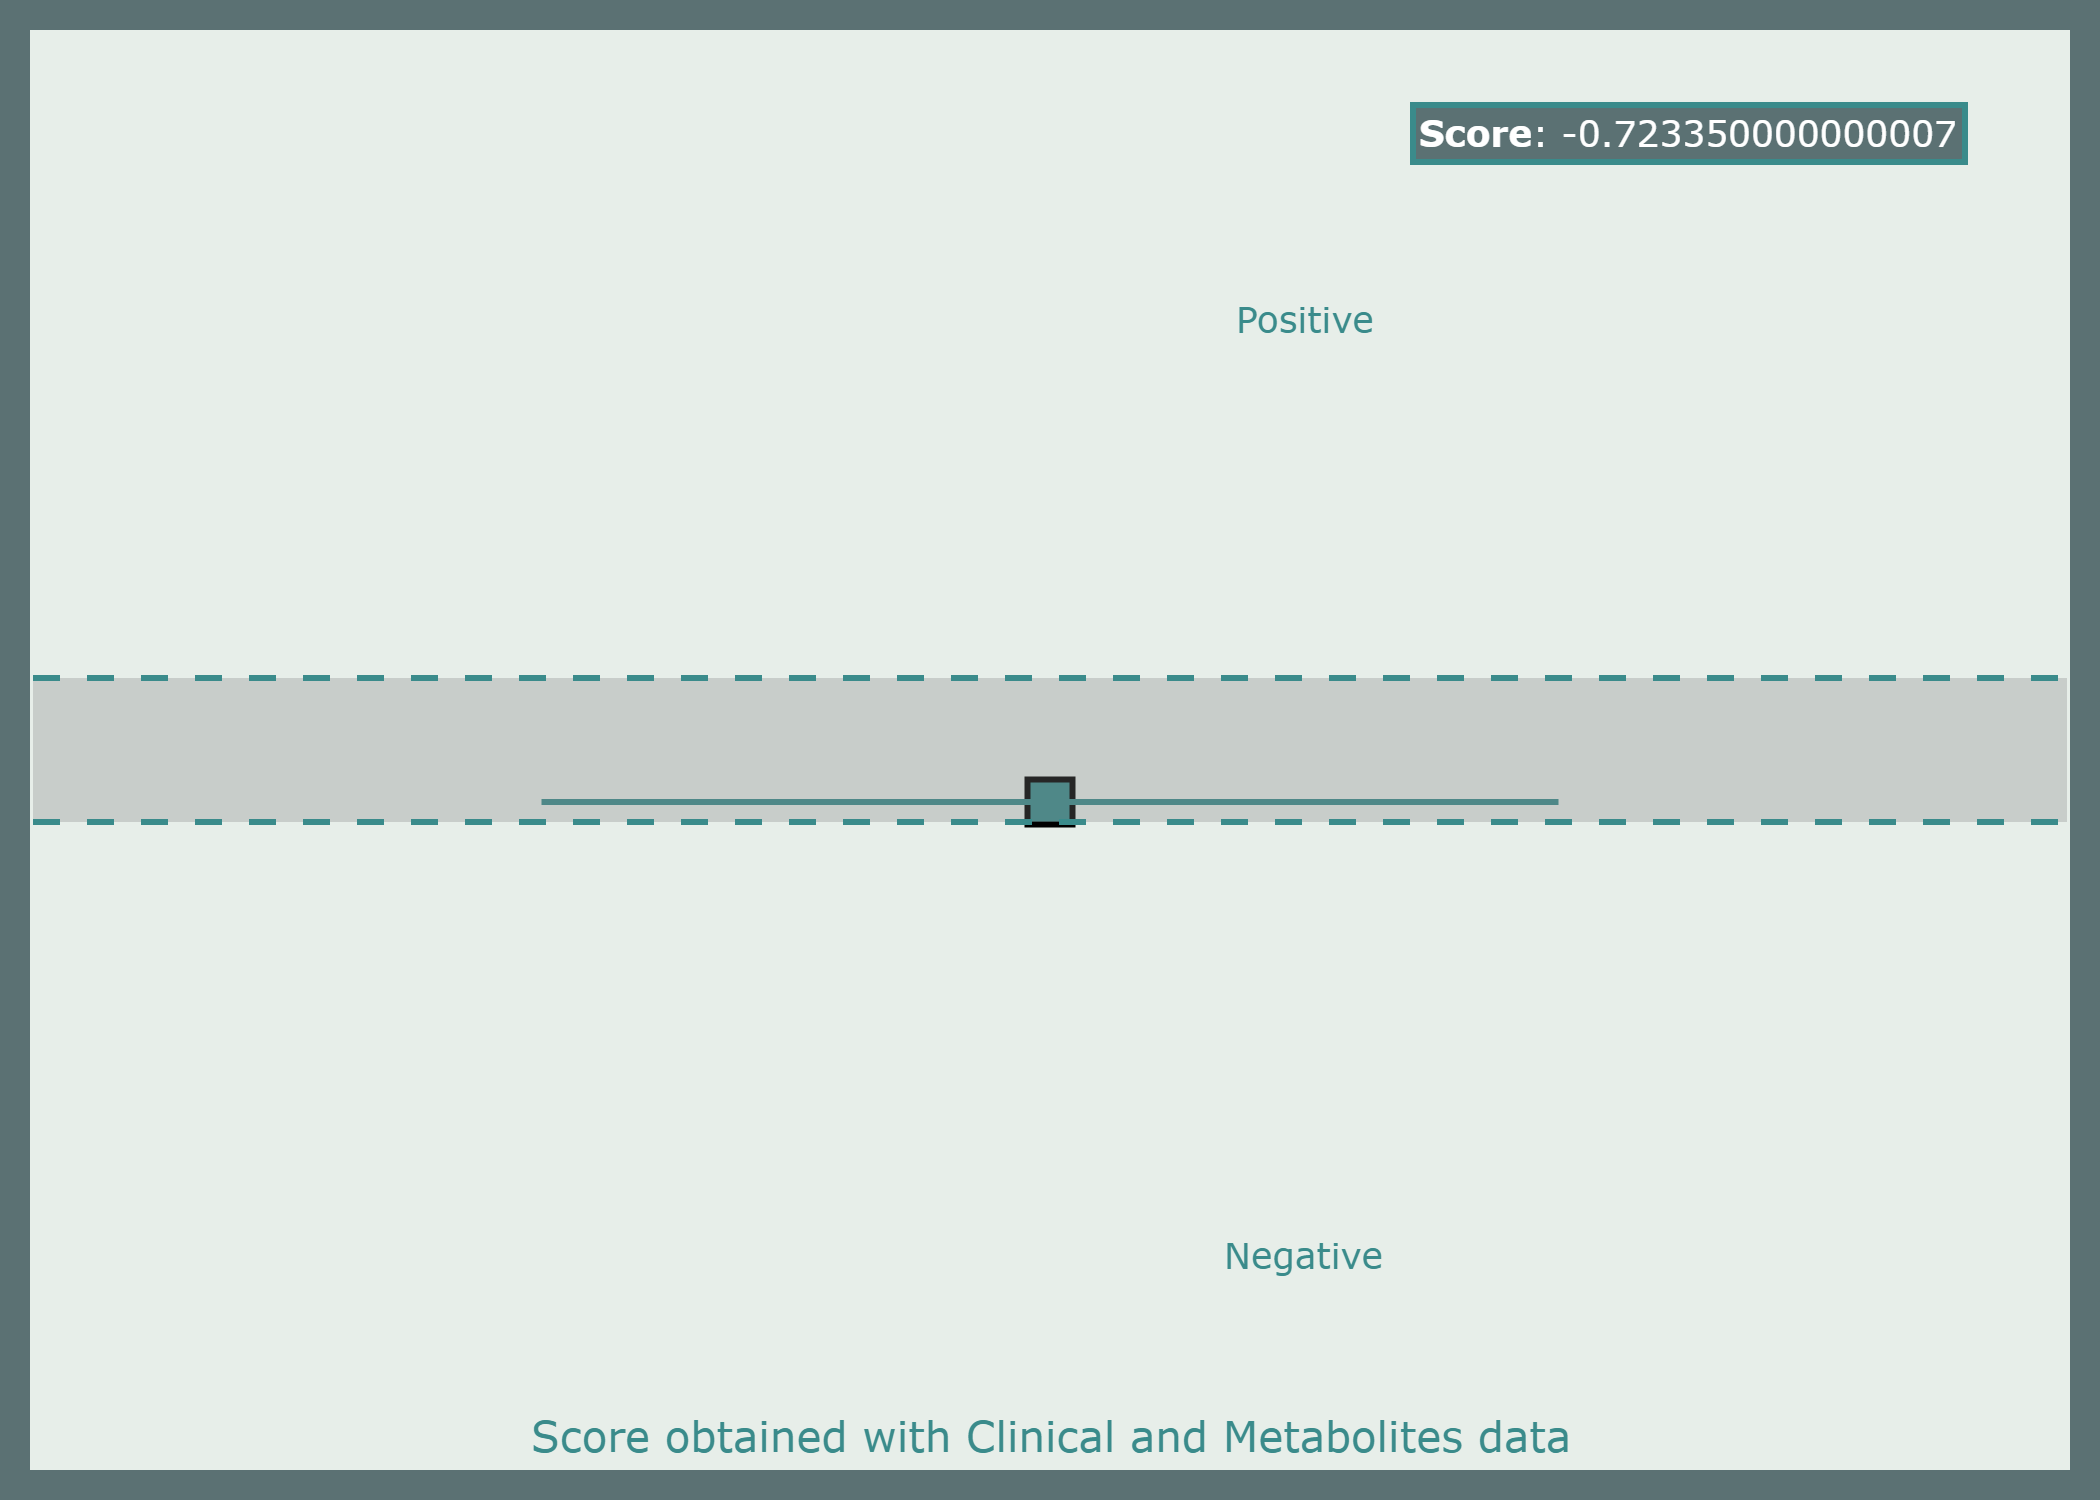 Score: -0.723350000000007
Positive
Negative
Score obtained with Clinical and Metabolites data